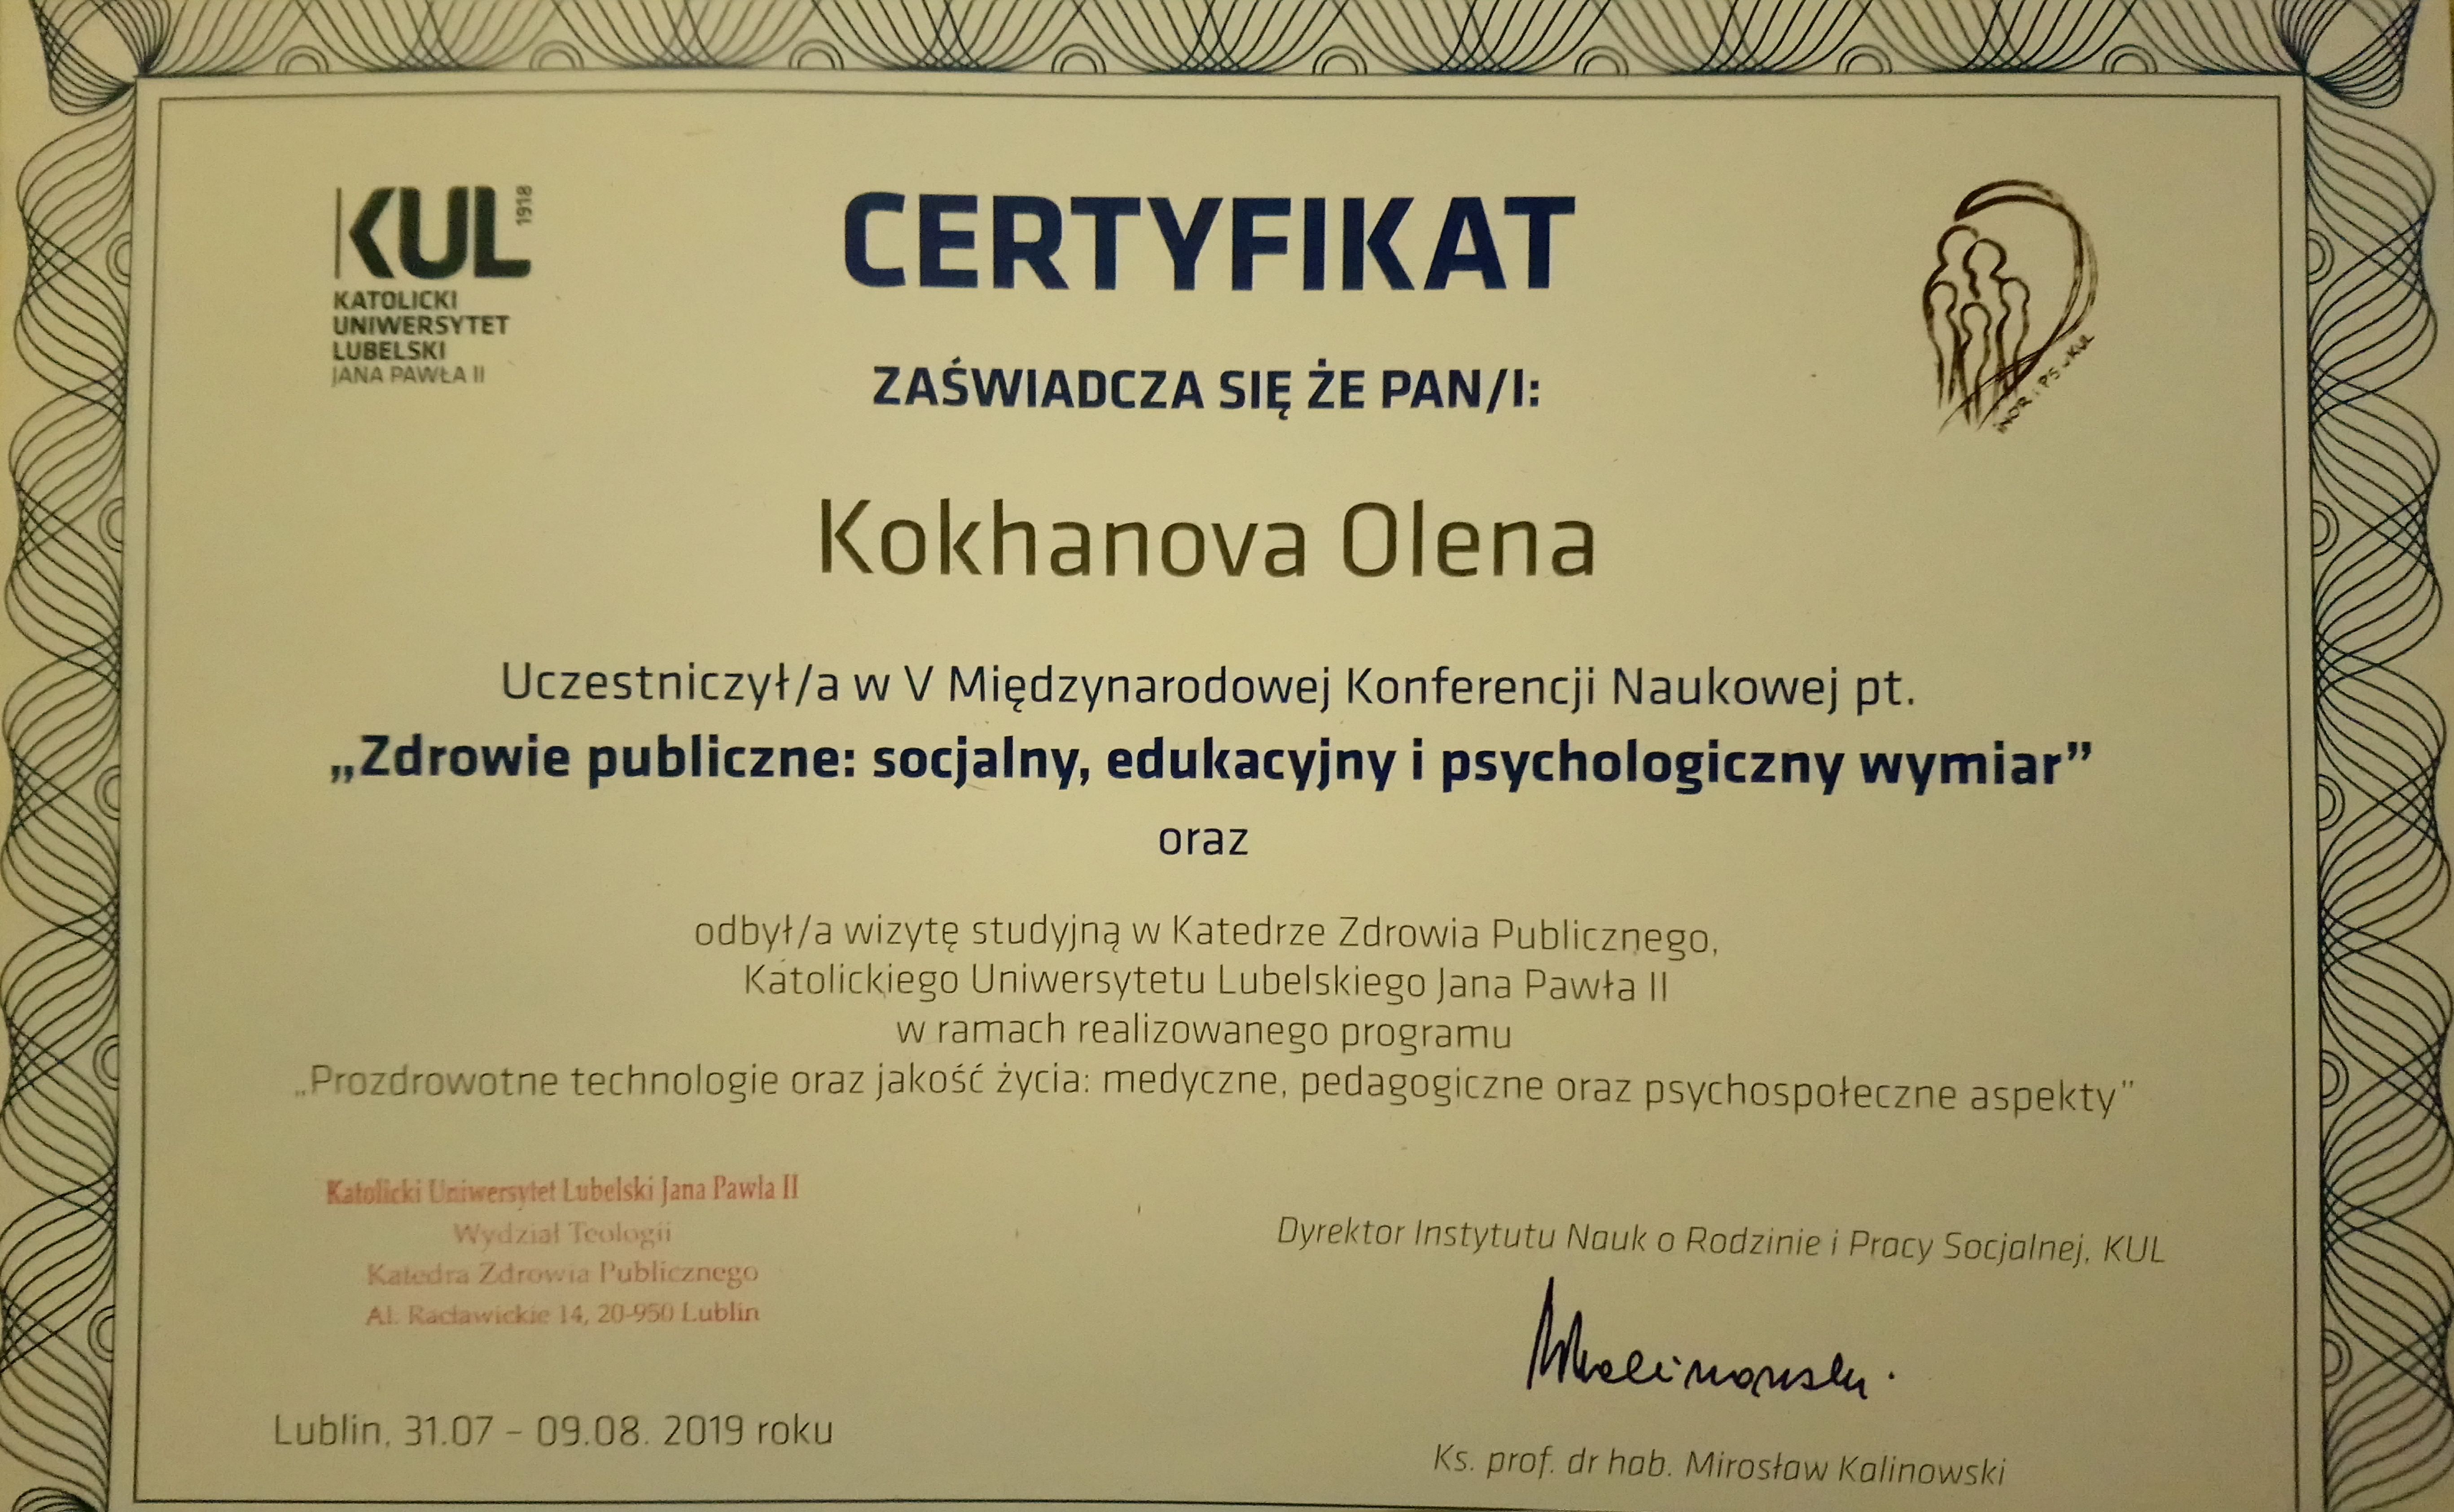 KUL 1918
KATOLICKI
UNIWERSYTET
LUBELSKI
JANA PAWŁA II
CERTYFIKAT
ZAŚWIADCZA SIĘ ŻE PAN/I:
INOR i PS KUL
Kokhanova Olena
Uczestniczył/a w V Międzynarodowej Konferencji Naukowej pt.
„Zdrowie publiczne: socjalny, edukacyjny i psychologiczny wymiar”
oraz
odbył/a wizytę studyjną w Katedrze Zdrowia Publicznego,
Katolickiego Uniwersytetu Lubelskiego Jana Pawła II
w ramach realizowanego programu
„Prozdrowotne technologie oraz jakość życia: medyczne, pedagogiczne oraz psychospołeczne aspekty”
Katolicki Uniwersytet Lubelski Jana Pawla II
Wydział Teologii
Katedra Zdrowia Publicznego
Al. Racławickie 14, 20-950 Lublin
Lublin, 31.07 – 09.08. 2019 roku
Dyrektor Instytutu Nauk o Rodzinie i Pracy Socjalnej, KUL
MKalinowski.
Ks. prof. dr hab. Mirosław Kalinowski